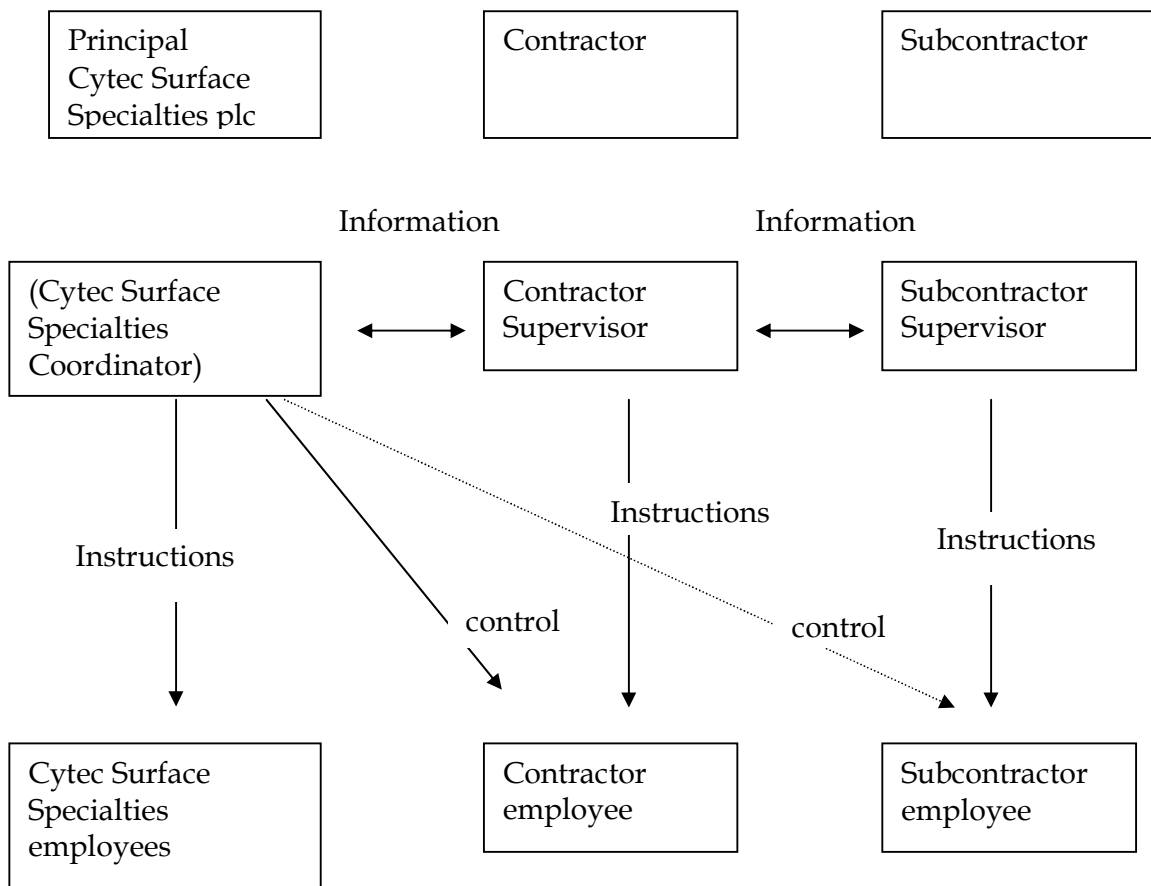 Principal
Cytec Surface
Specialties plc
Contractor
Subcontractor
Information
Information
(Cytec Surface
Specialties
Coordinator)
Contractor
Supervisor
Subcontractor
Supervisor
Instructions
Instructions
Instructions
control
control
Cytec Surface
Specialties
employees
Contractor
employee
Subcontractor
employee